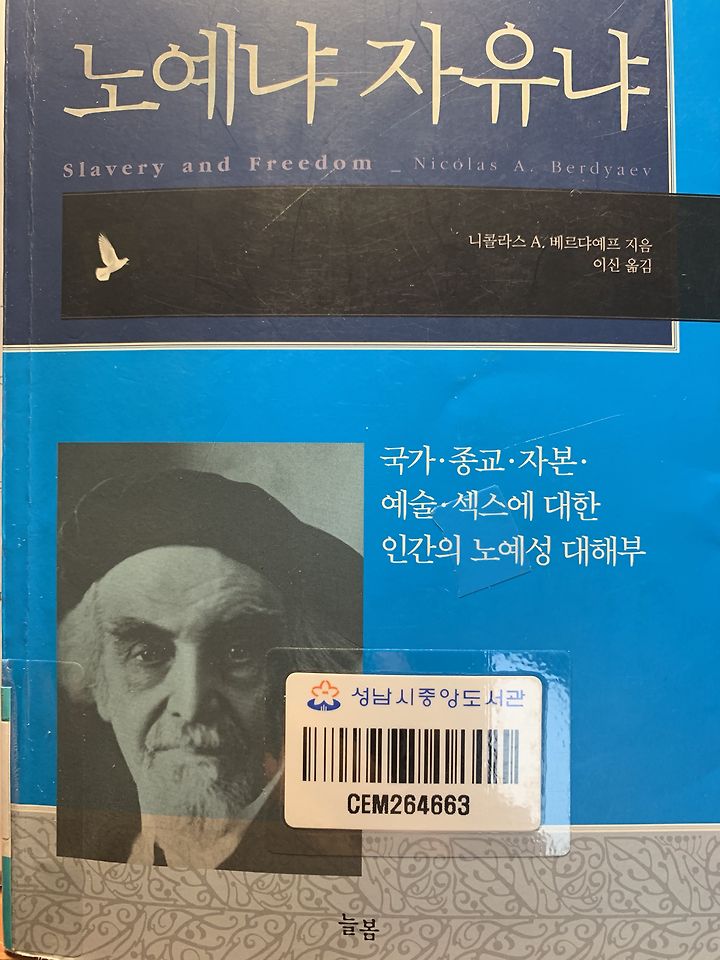 노예냐 자유냐
Slavery and Freedom _ Nicolas A. Berdyaev
니콜라스 A. 베르댜예프 지음
이신 옮김
국가·종교·자본·
예술·섹스에 대한
인간의 노예성 대해부
성남시중앙도서관
CEM264663
늘봄